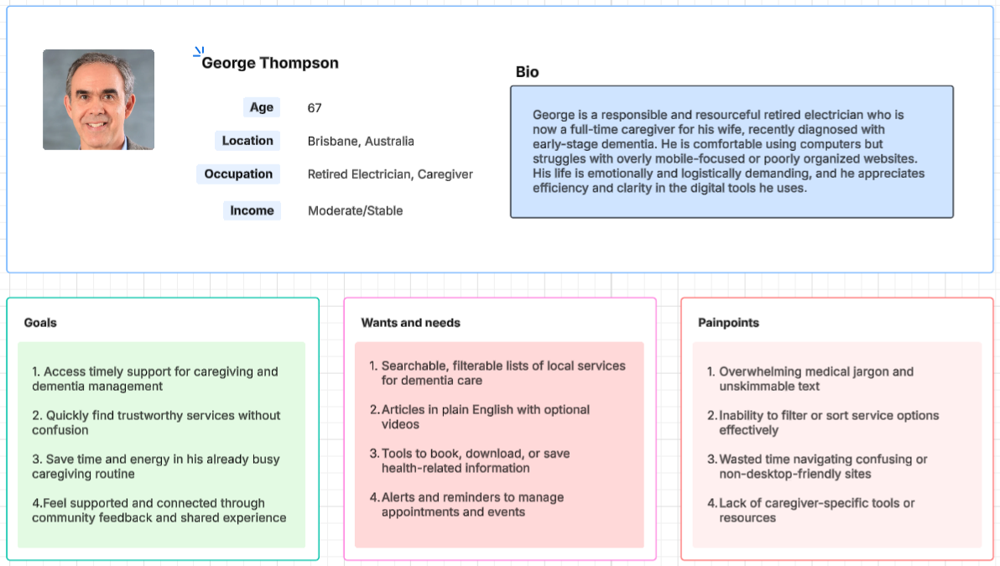 George Thompson
Age 67
Location Brisbane, Australia
Occupation Retired Electrician, Caregiver
Income Moderate/Stable
Bio
George is a responsible and resourceful retired electrician who is
now a full-time caregiver for his wife, recently diagnosed with
early-stage dementia. He is comfortable using computers but
struggles with overly mobile-focused or poorly organized websites.
His life is emotionally and logistically demanding, and he appreciates
efficiency and clarity in the digital tools he uses.
Goals
1. Access timely support for caregiving and
dementia management
2. Quickly find trustworthy services without
confusion
3. Save time and energy in his already busy
caregiving routine
4.Feel supported and connected through
community feedback and shared experience
Wants and needs
1. Searchable, filterable lists of local services
for dementia care
2.Articles in plain English with optional
videos
3.Tools to book, download, or save
health-related information
4.Alerts and reminders to manage
appointments and events
Painpoints
1. Overwhelming medical jargon and
unskimmable text
2.Inability to filter or sort service options
effectively
3.Wasted time navigating confusing or
non-desktop-friendly sites
4.Lack of caregiver-specific tools or
resources